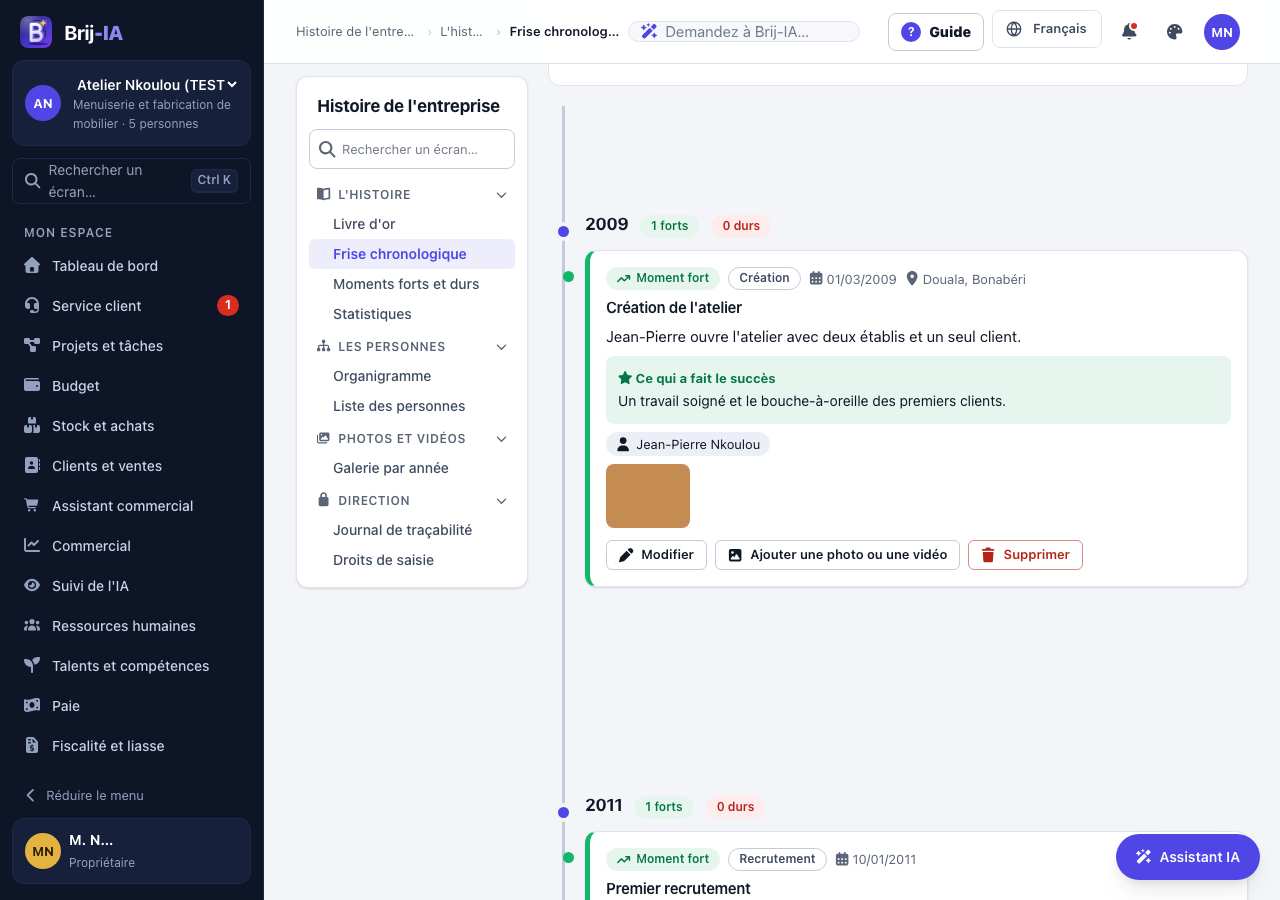 Brij-IA
AN
Atelier Nkoulou (TEST
Menuiserie et fabrication de
mobilier · 5 personnes
Rechercher un
écran...
Ctrl K
MON ESPACE
Tableau de bord
Service client
1
Projets et tâches
Budget
Stock et achats
Clients et ventes
Assistant commercial
Commercial
Suivi de l'IA
Ressources humaines
Talents et compétences
Paie
Fiscalité et liasse
Réduire le menu
MN
M. N...
Propriétaire
Histoire de l'entre...
L'hist...
Frise chronolog...
Demandez à Brij-IA...
? Guide
Français
MN
Histoire de l'entreprise
Rechercher un écran...
L'HISTOIRE
Livre d'or
Frise chronologique
Moments forts et durs
Statistiques
LES PERSONNES
Organigramme
Liste des personnes
PHOTOS ET VIDÉOS
Galerie par année
DIRECTION
Journal de traçabilité
Droits de saisie
2009 1 forts 0 durs
Moment fort Création 01/03/2009 Douala, Bonabéri
Création de l'atelier
Jean-Pierre ouvre l'atelier avec deux établis et un seul client.
Ce qui a fait le succès
Un travail soigné et le bouche-à-oreille des premiers clients.
Jean-Pierre Nkoulou
Modifier Ajouter une photo ou une vidéo Supprimer
2011 1 forts 0 durs
Moment fort Recrutement 10/01/2011
Premier recrutement
Assistant IA